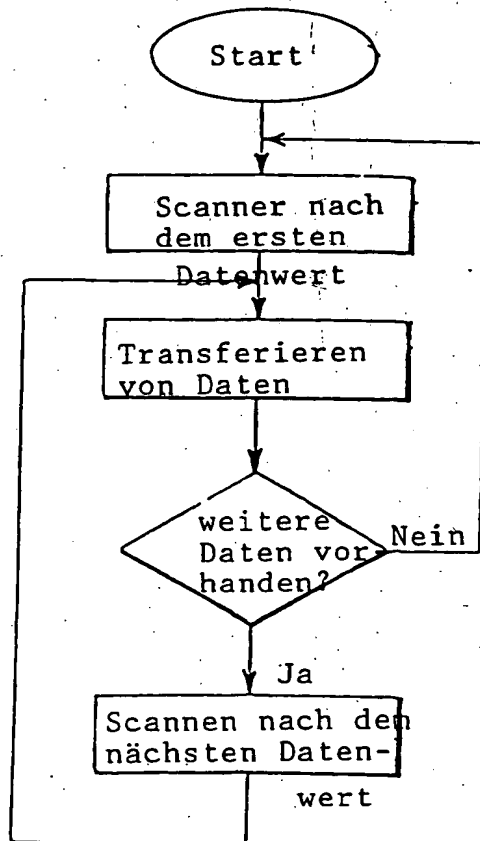 Start
Scanner nach
dem ersten
Datenwert
Transferieren
von Daten
weitere
Daten vor-
handen?
Nein
Ja
Scannen nach dem
nächsten Daten-
wert